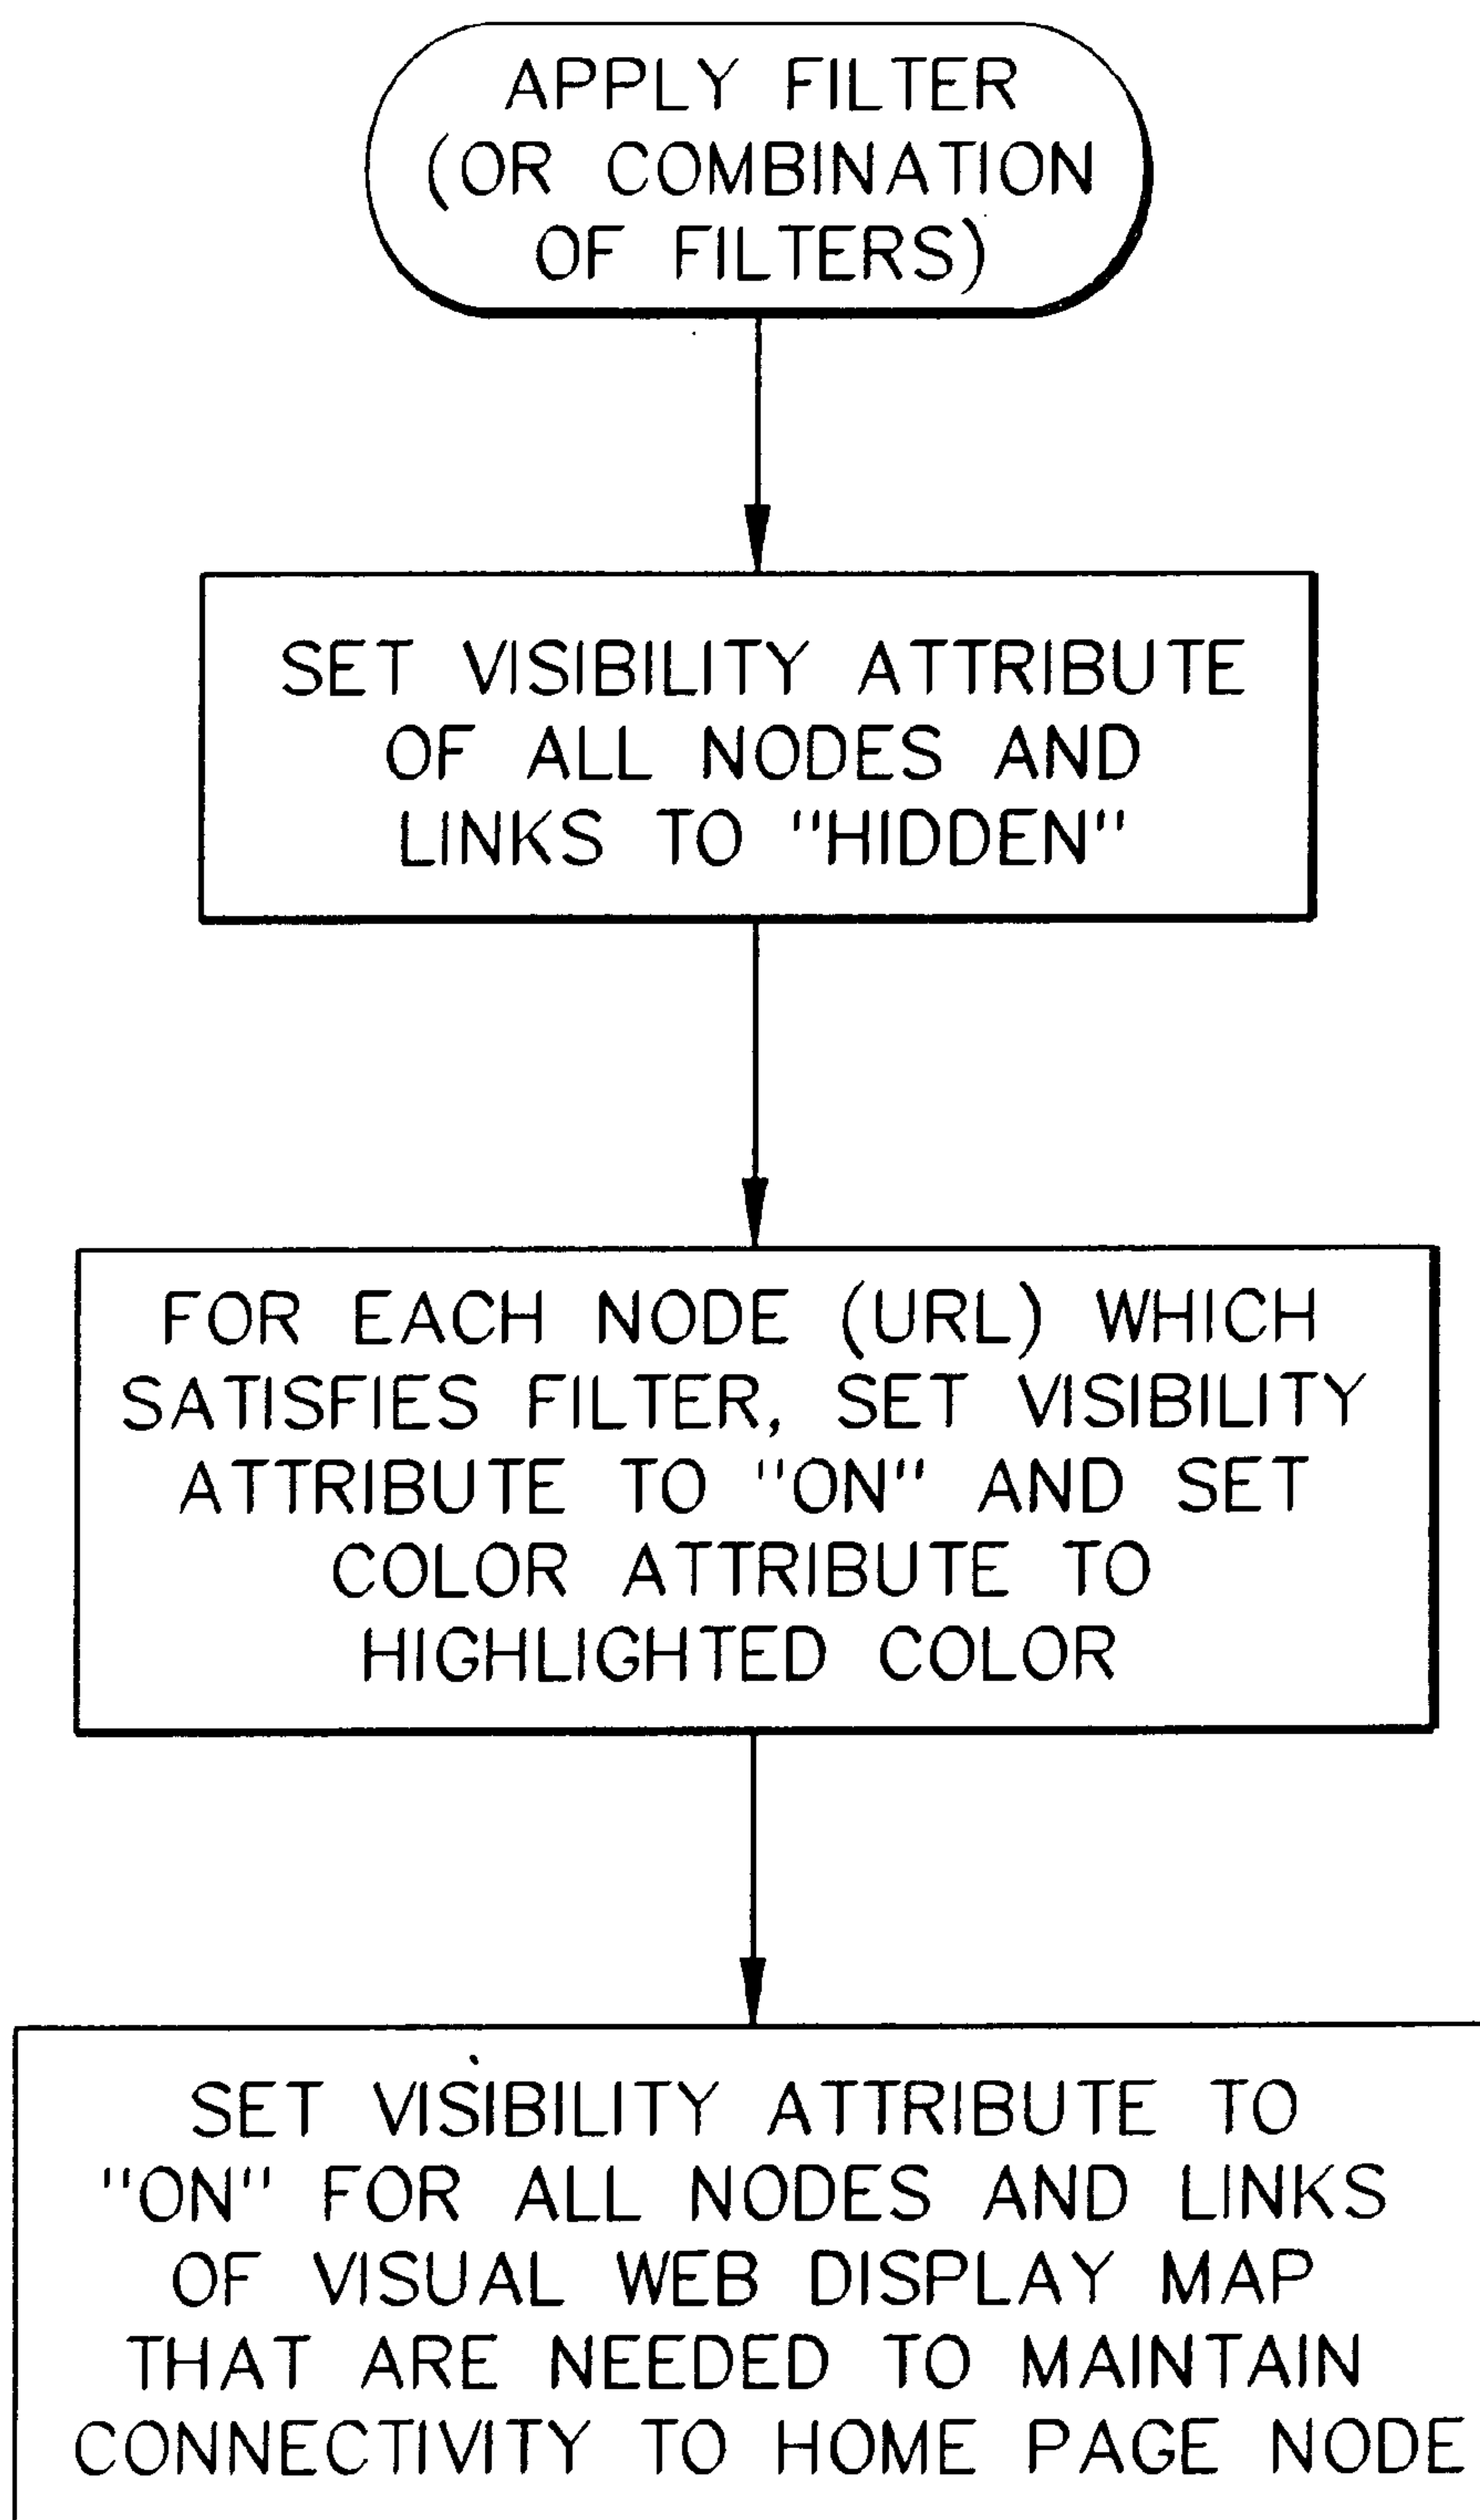 APPLY FILTER
(OR COMBINATION
OF FILTERS)
SET VISIBILITY ATTRIBUTE
OF ALL NODES AND
LINKS TO "HIDDEN"
FOR EACH NODE (URL) WHICH
SATISFIES FILTER, SET VISIBILITY
ATTRIBUTE TO "ON" AND SET
COLOR ATTRIBUTE TO
HIGHLIGHTED COLOR
SET VISIBILITY ATTRIBUTE TO
"ON" FOR ALL NODES AND LINKS
OF VISUAL WEB DISPLAY MAP
THAT ARE NEEDED TO MAINTAIN
CONNECTIVITY TO HOME PAGE NODE